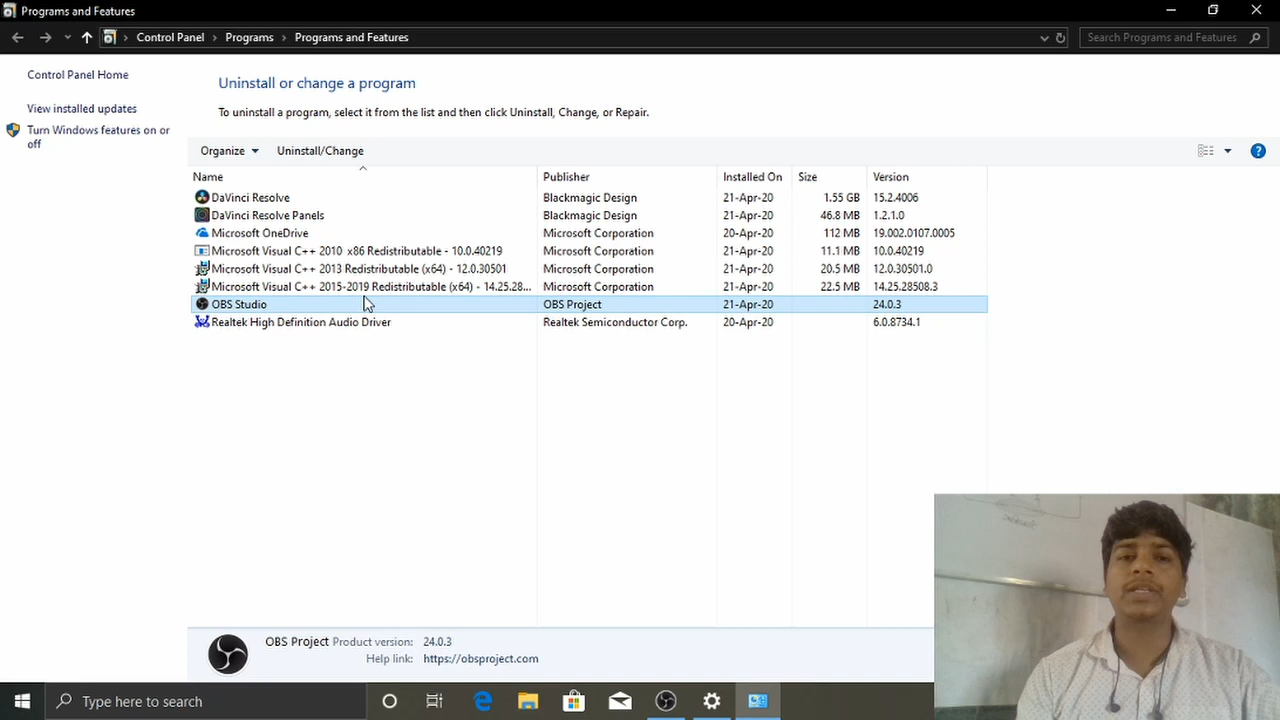 Programs and Features
Control Panel > Programs > Programs and Features
Search Programs and Features
Control Panel Home
View installed updates
Turn Windows features on or
off
Uninstall or change a program
To uninstall a program, select it from the list and then click Uninstall, Change, or Repair.
Organize Uninstall/Change
Name Publisher Installed On Size Version
DaVinci Resolve Blackmagic Design 21-Apr-20 1.55 GB 15.2.4006
DaVinci Resolve Panels Blackmagic Design 21-Apr-20 46.8 MB 1.2.1.0
Microsoft OneDrive Microsoft Corporation 20-Apr-20 112 MB 19.002.0107.0005
Microsoft Visual C++ 2010 x86 Redistributable - 10.0.40219 Microsoft Corporation 21-Apr-20 11.1 MB 10.0.40219
Microsoft Visual C++ 2013 Redistributable (x64) - 12.0.30501 Microsoft Corporation 21-Apr-20 20.5 MB 12.0.30501.0
Microsoft Visual C++ 2015-2019 Redistributable (x64) - 14.25.28... Microsoft Corporation 21-Apr-20 22.5 MB 14.25.28508.3
OBS Studio OBS Project 21-Apr-20 24.0.3
Realtek High Definition Audio Driver Realtek Semiconductor Corp. 20-Apr-20 6.0.8734.1
OBS Project Product version: 24.0.3
Help link: https://obsproject.com
Type here to search